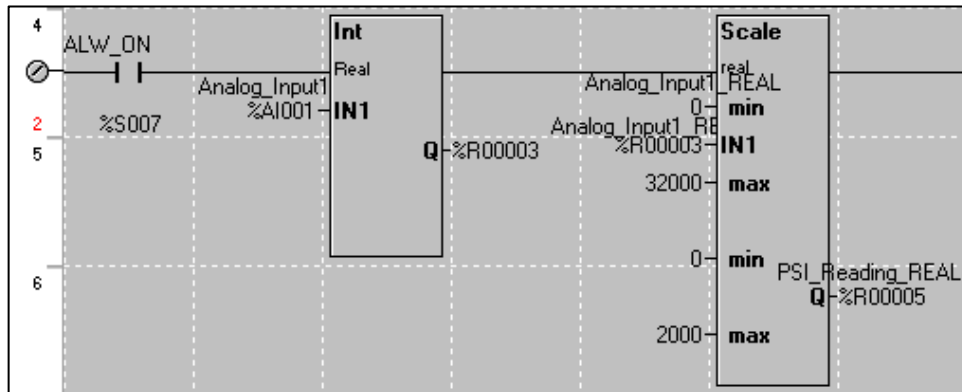 4
ALW_ON
Int
Scale
Real
real
Analog_Input1
Analog_Input1_REAL
%AI001
IN1
0
min
2
%S007
Analog_Input1_RE
5
Q
%R00003
%R00003
IN1
32000
max
0
min
6
PSI_Reading_REAL
Q
%R00005
2000
max